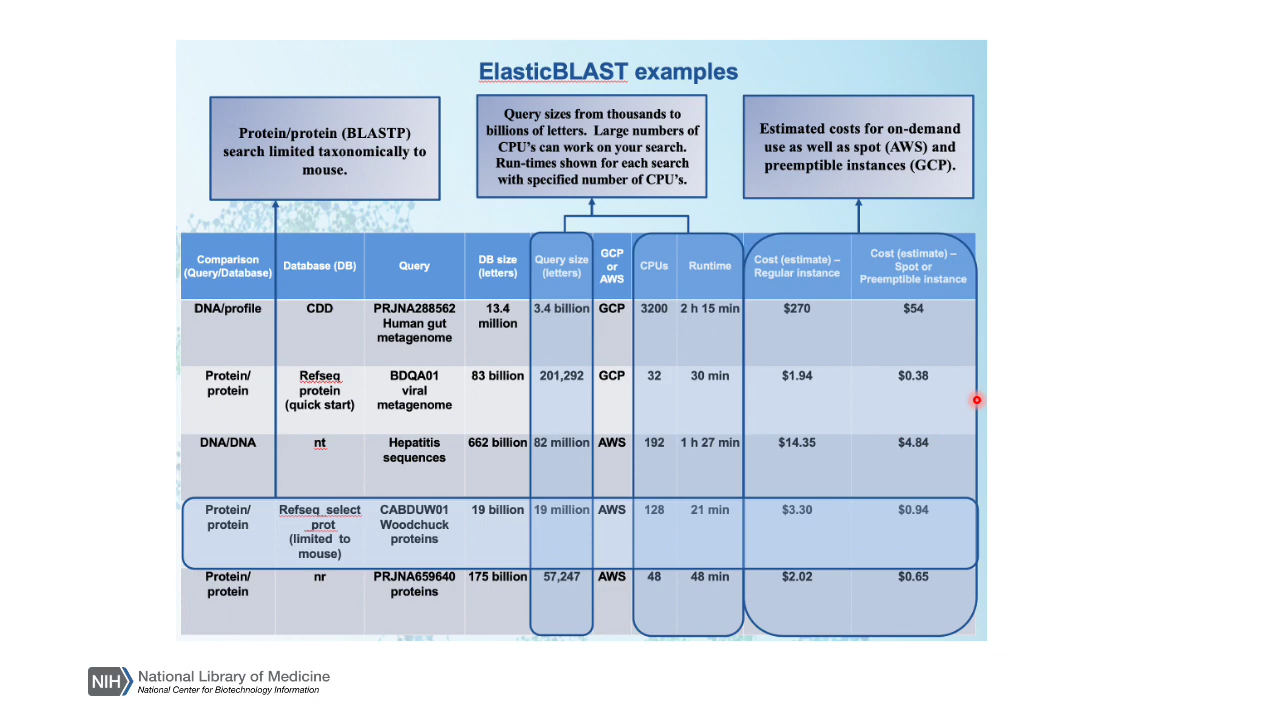 ElasticBLAST examples
Protein/protein (BLASTP)
search limited taxonomically to
mouse.
Query sizes from thousands to
billions of letters. Large numbers of
CPU's can work on your search.
Run-times shown for each search
with specified number of CPU's.
Estimated costs for on-demand
use as well as spot (AWS) and
preemptible instances (GCP).
Comparison
(Query/Database)
Database (DB)
Query
DB size
(letters)
Query size
(letters)
GCP
or
AWS
CPUs
Runtime
Cost (estimate) –
Regular instance
Cost (estimate) –
Spot or
Preemptible instance
DNA/profile
CDD
PRJNA288562
Human gut
metagenome
13.4
million
3.4 billion
GCP
3200
2 h 15 min
$270
$54
Protein/
protein
Refseq
protein
(quick start)
BDQA01
viral
metagenome
83 billion
201,292
GCP
32
30 min
$1.94
$0.38
DNA/DNA
nt
Hepatitis
sequences
662 billion
82 million
AWS
192
1 h 27 min
$14.35
$4.84
Protein/
protein
Refseq_select
_prot
(limited to
mouse)
CABDUW01
Woodchuck
proteins
19 billion
19 million
AWS
128
21 min
$3.30
$0.94
Protein/
protein
nr
PRJNA659640
proteins
175 billion
57,247
AWS
48
48 min
$2.02
$0.65
NIH
National Library of Medicine
National Center for Biotechnology Information